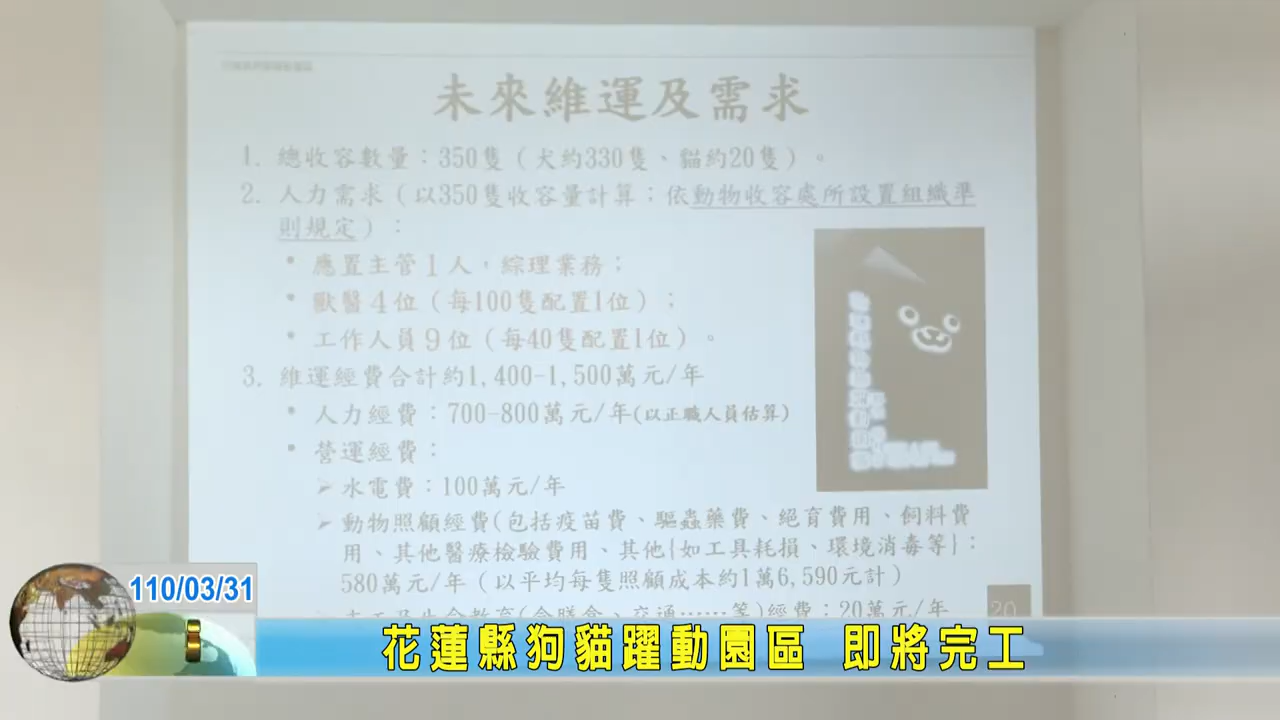 未來維運及需求
1. 總收容數量：350隻（犬約330隻、貓約20隻）。
2. 人力需求（以350隻收容量計算；依動物收容處所設置組織準
則規定）：
• 應置主管1人，綜理業務；
• 獸醫4位（每100隻配置1位）；
• 工作人員9位（每40隻配置1位）。
3. 維運經費合計約1,400-1,500萬元/年
• 人力經費：700-800萬元/年(以正職人員估算)
• 營運經費：
➢ 水電費：100萬元/年
➢ 動物照顧經費(包括疫苗費、驅蟲藥費、絕育費用、飼料費
用、其他醫療檢驗費用、其他{如工具耗損、環境消毒等}：
580萬元/年（以平均每隻照顧成本約1萬6,590元計）
經費：20萬元/年
20
110/03/31
花蓮縣狗貓躍動園區 即將完工